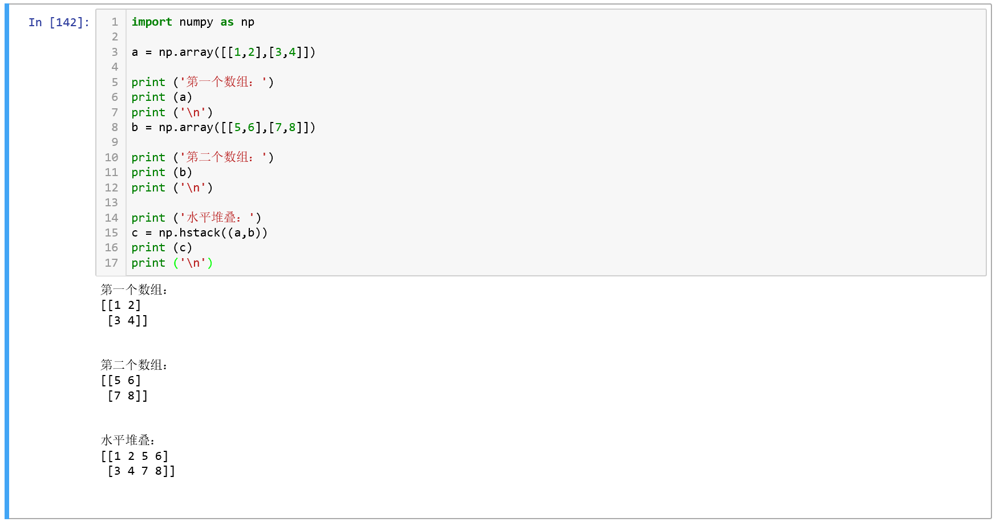 In [142]:
1 import numpy as np
2
3 a = np.array([[1,2],[3,4]])
4
5 print ('第一个数组：')
6 print (a)
7 print ('\n')
8 b = np.array([[5,6],[7,8]])
9
10 print ('第二个数组：')
11 print (b)
12 print ('\n')
13
14 print ('水平堆叠：')
15 c = np.hstack((a,b))
16 print (c)
17 print ('\n')
第一个数组：
[[1 2]
 [3 4]]
第二个数组：
[[5 6]
 [7 8]]
水平堆叠：
[[1 2 5 6]
 [3 4 7 8]]